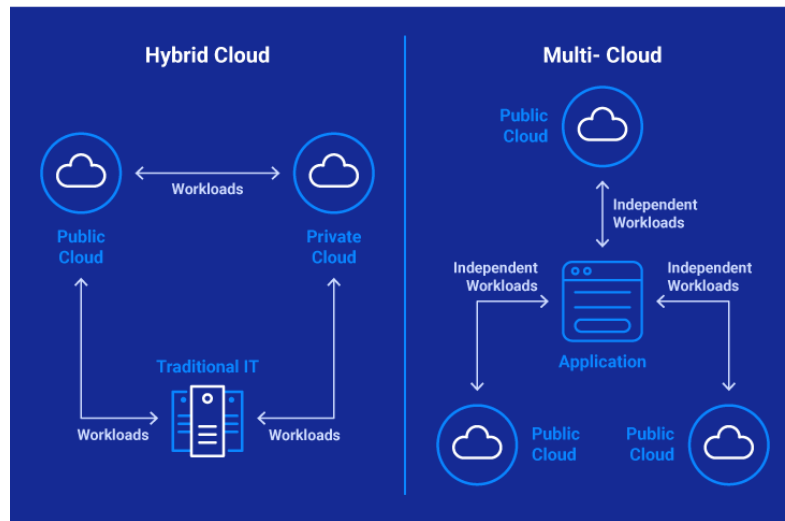 Hybrid Cloud
Workloads
Public
Cloud
Private
Cloud
Traditional IT
Workloads
Workloads
Multi- Cloud
Public
Cloud
Independent
Workloads
Independent
Workloads
Independent
Workloads
Application
Public
Cloud
Public
Cloud